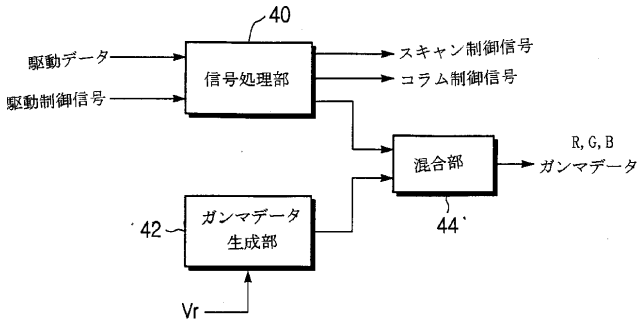 40
駆動データ
駆動制御信号
信号処理部
スキャン制御信号
コラム制御信号
混合部
44
R,G,B
ガンマデータ
42
ガンマデータ
生成部
Vr